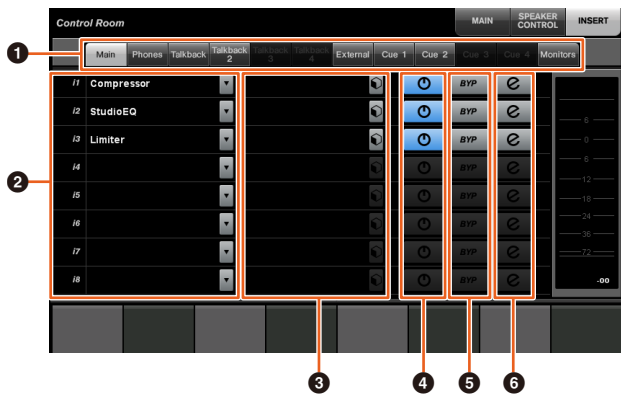 Control Room
MAIN
SPEAKER CONTROL
INSERT
1
Main
Phones
Talkback
Talkback 2
Talkback 3
Talkback 4
External
Cue 1
Cue 2
Cue 3
Cue 4
Monitors
2
i1 Compressor BYP
i2 StudioEQ BYP
i3 Limiter BYP
i4 BYP
i5 BYP
i6 BYP
i7 BYP
i8 BYP
6
0
6
12
18
24
36
72
-oo
3
4
5
6